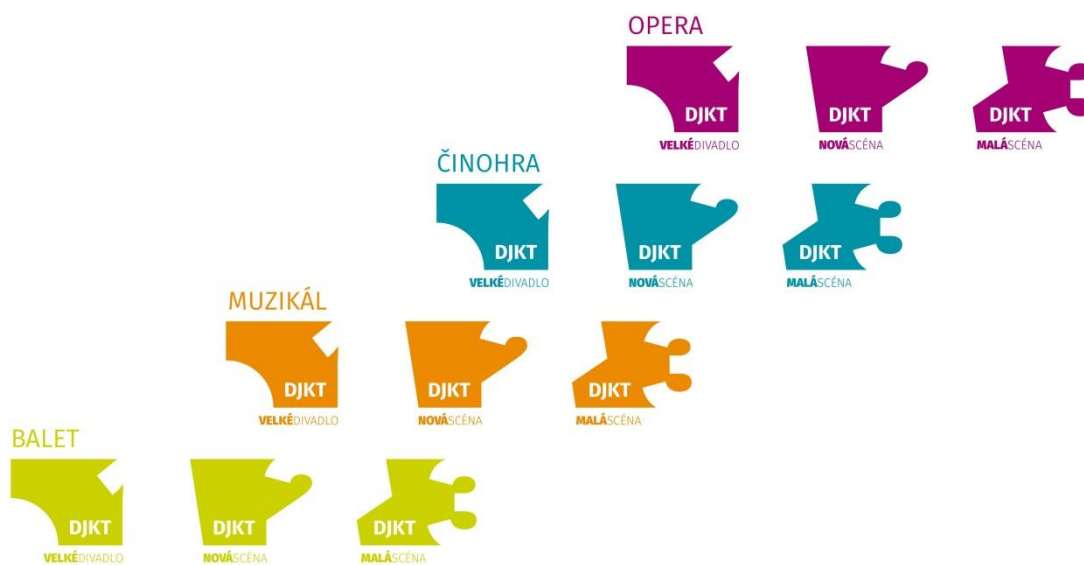 OPERA
DJKT DJKT DJKT
VELKÉDIVADLO NOVÁSCÉNA MALÁSCÉNA
ČINOHRA
DJKT DJKT DJKT
VELKÉDIVADLO NOVÁSCÉNA MALÁSCÉNA
MUZIKÁL
DJKT DJKT DJKT
VELKÉDIVADLO NOVÁSCÉNA MALÁSCÉNA
BALET
DJKT DJKT DJKT
VELKÉDIVADLO NOVÁSCÉNA MALÁSCÉNA